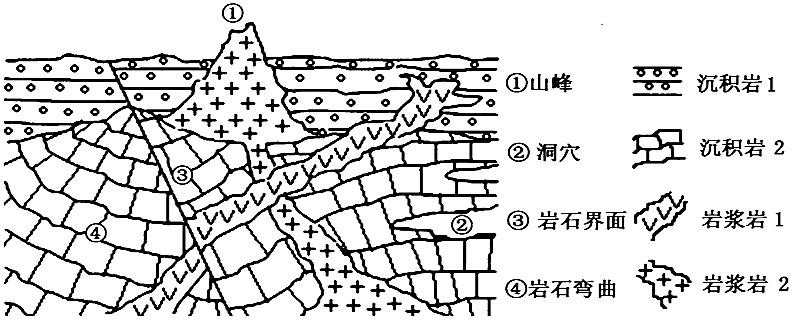 ①
①山峰 沉积岩1
② 洞穴 沉积岩2
③
③ 岩石界面 岩浆岩1
②
④
④岩石弯曲 岩浆岩2